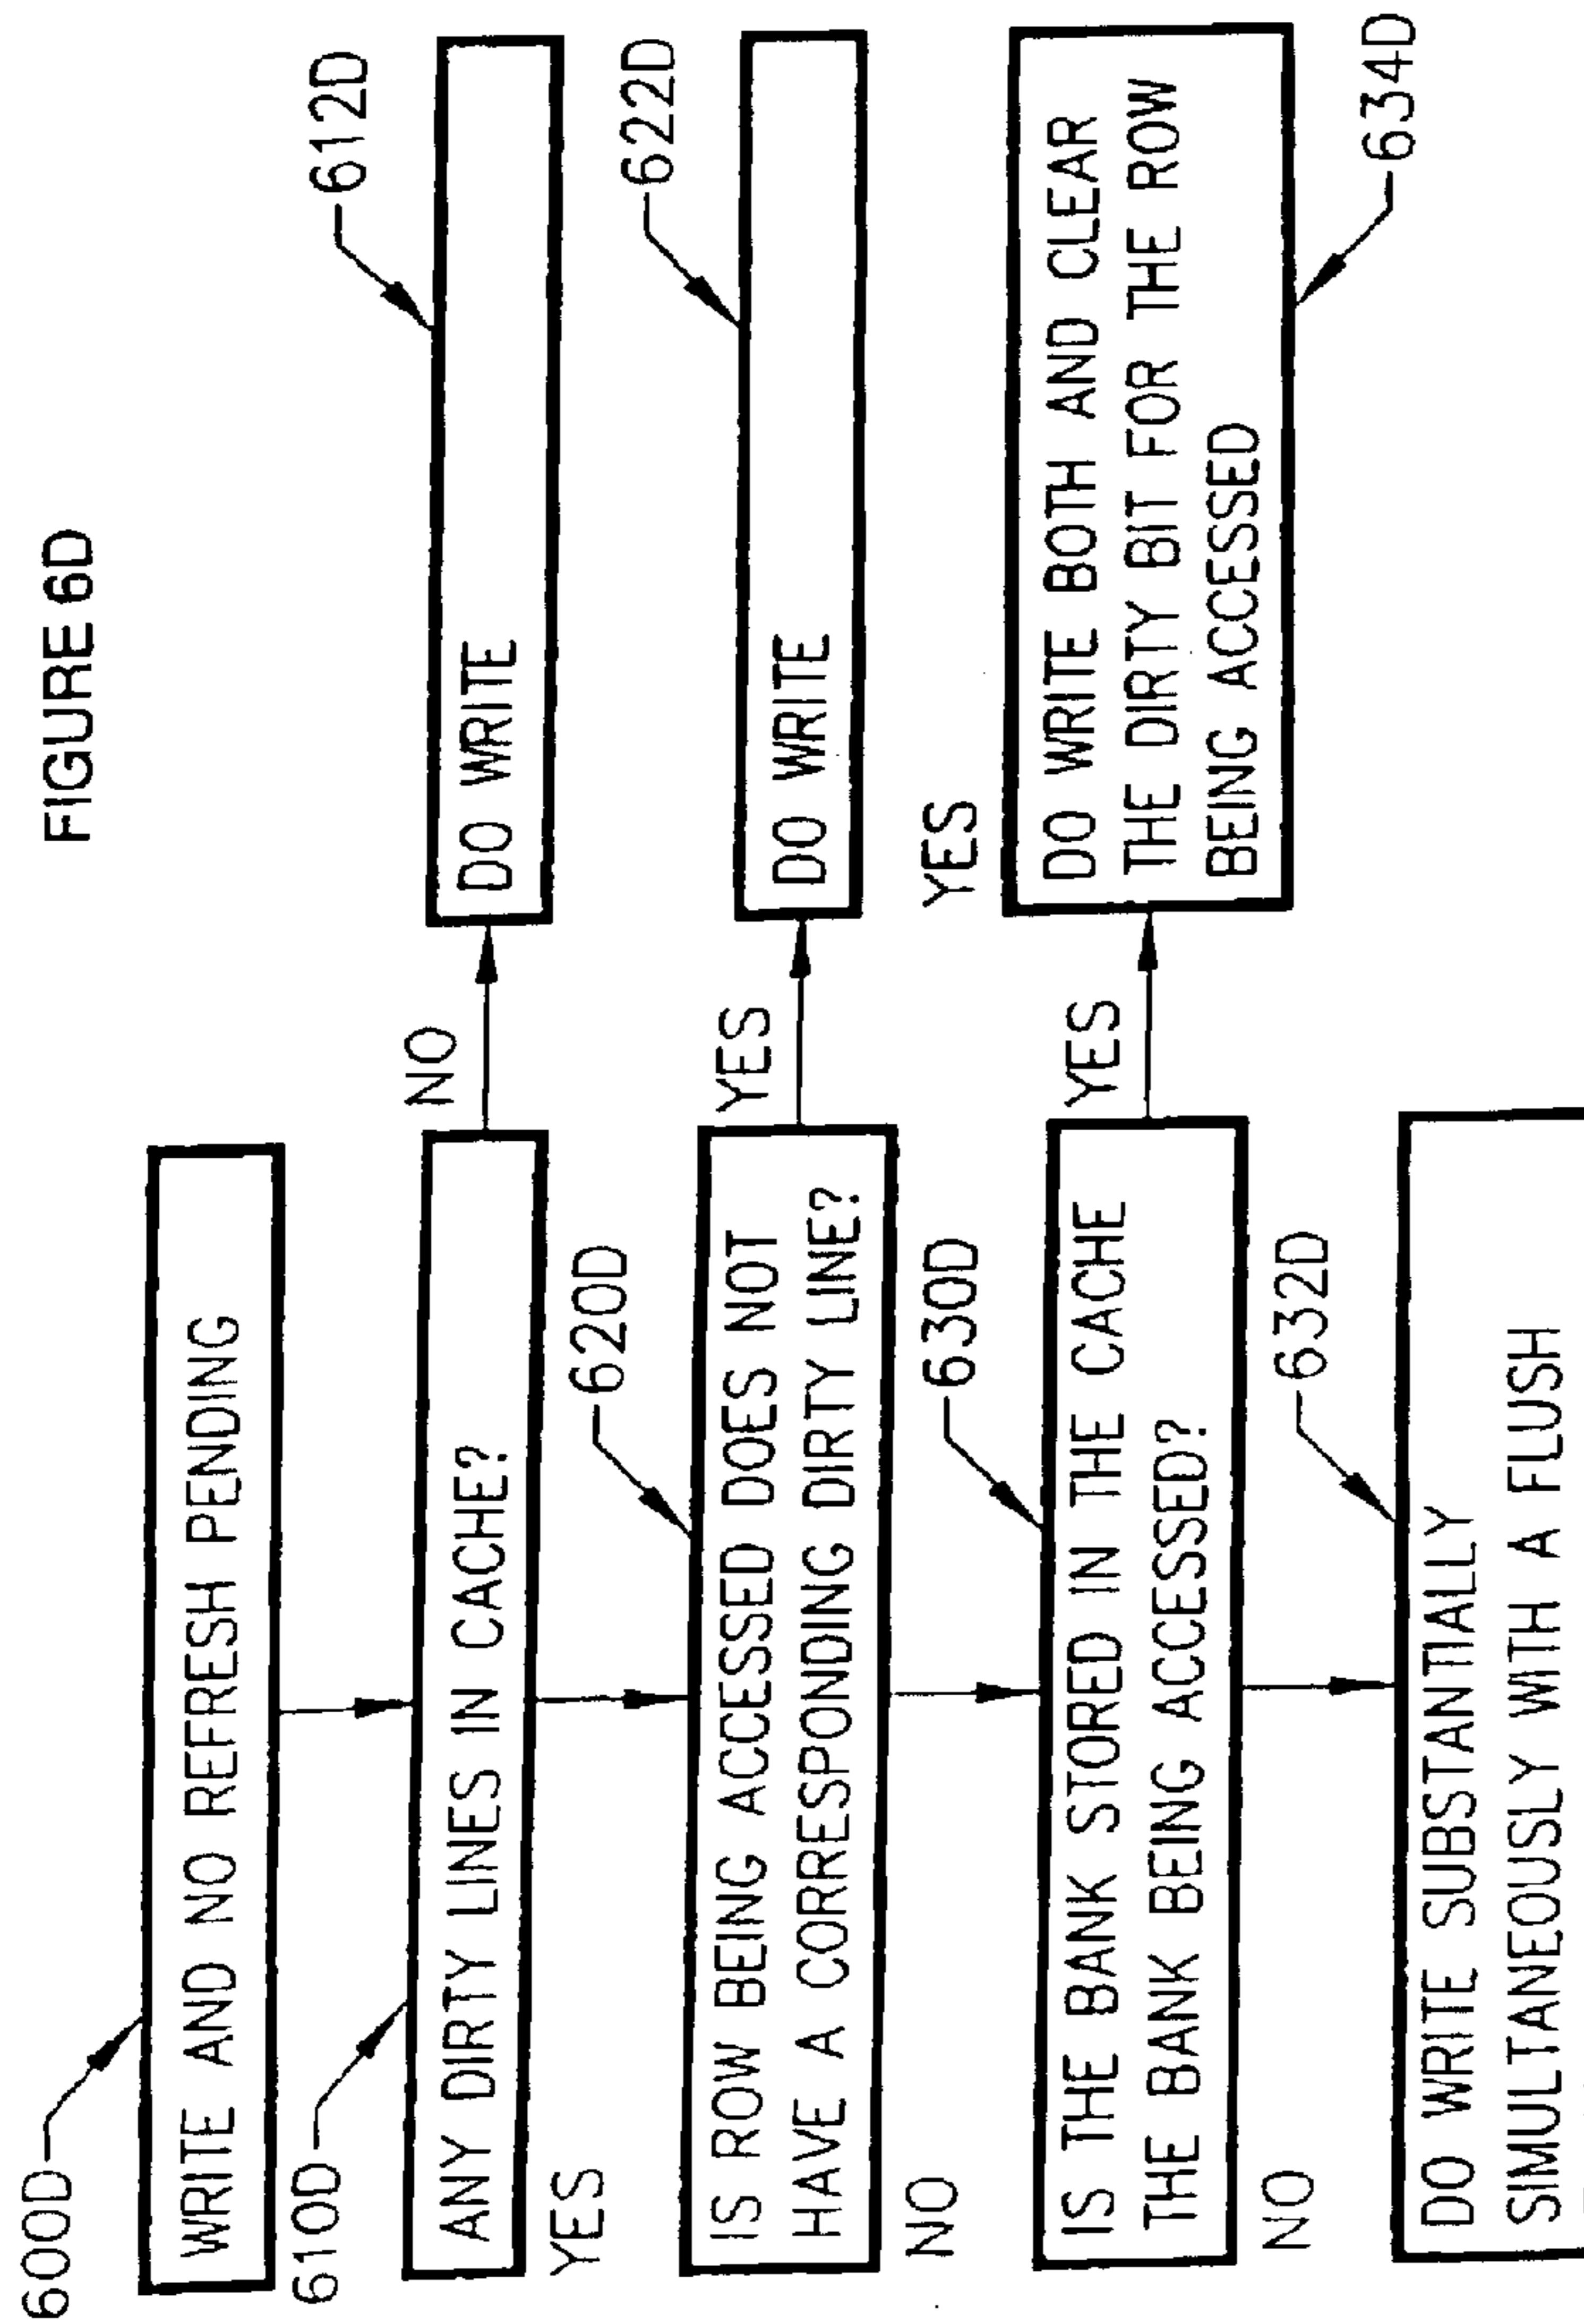 FIGURE 6D
600D
WRITE AND NO REFRESH PENDING
610D
ANY DIRTY LINES IN CACHE?
NO
612D
DO WRITE
YES
620D
IS ROW BEING ACCESSED DOES NOT
HAVE A CORRESPONDING DIRTY LINE?
YES
622D
DO WRITE
NO
630D
IS THE BANK STORED IN THE CACHE
THE BANK BEING ACCESSED?
YES
YES
DO WRITE BOTH AND CLEAR
THE DIRTY BIT FOR THE ROW
BEING ACCESSED
634D
NO
632D
DO WRITE SUBSTANTIALLY
SIMULTANEOUSLY WITH A FLUSH